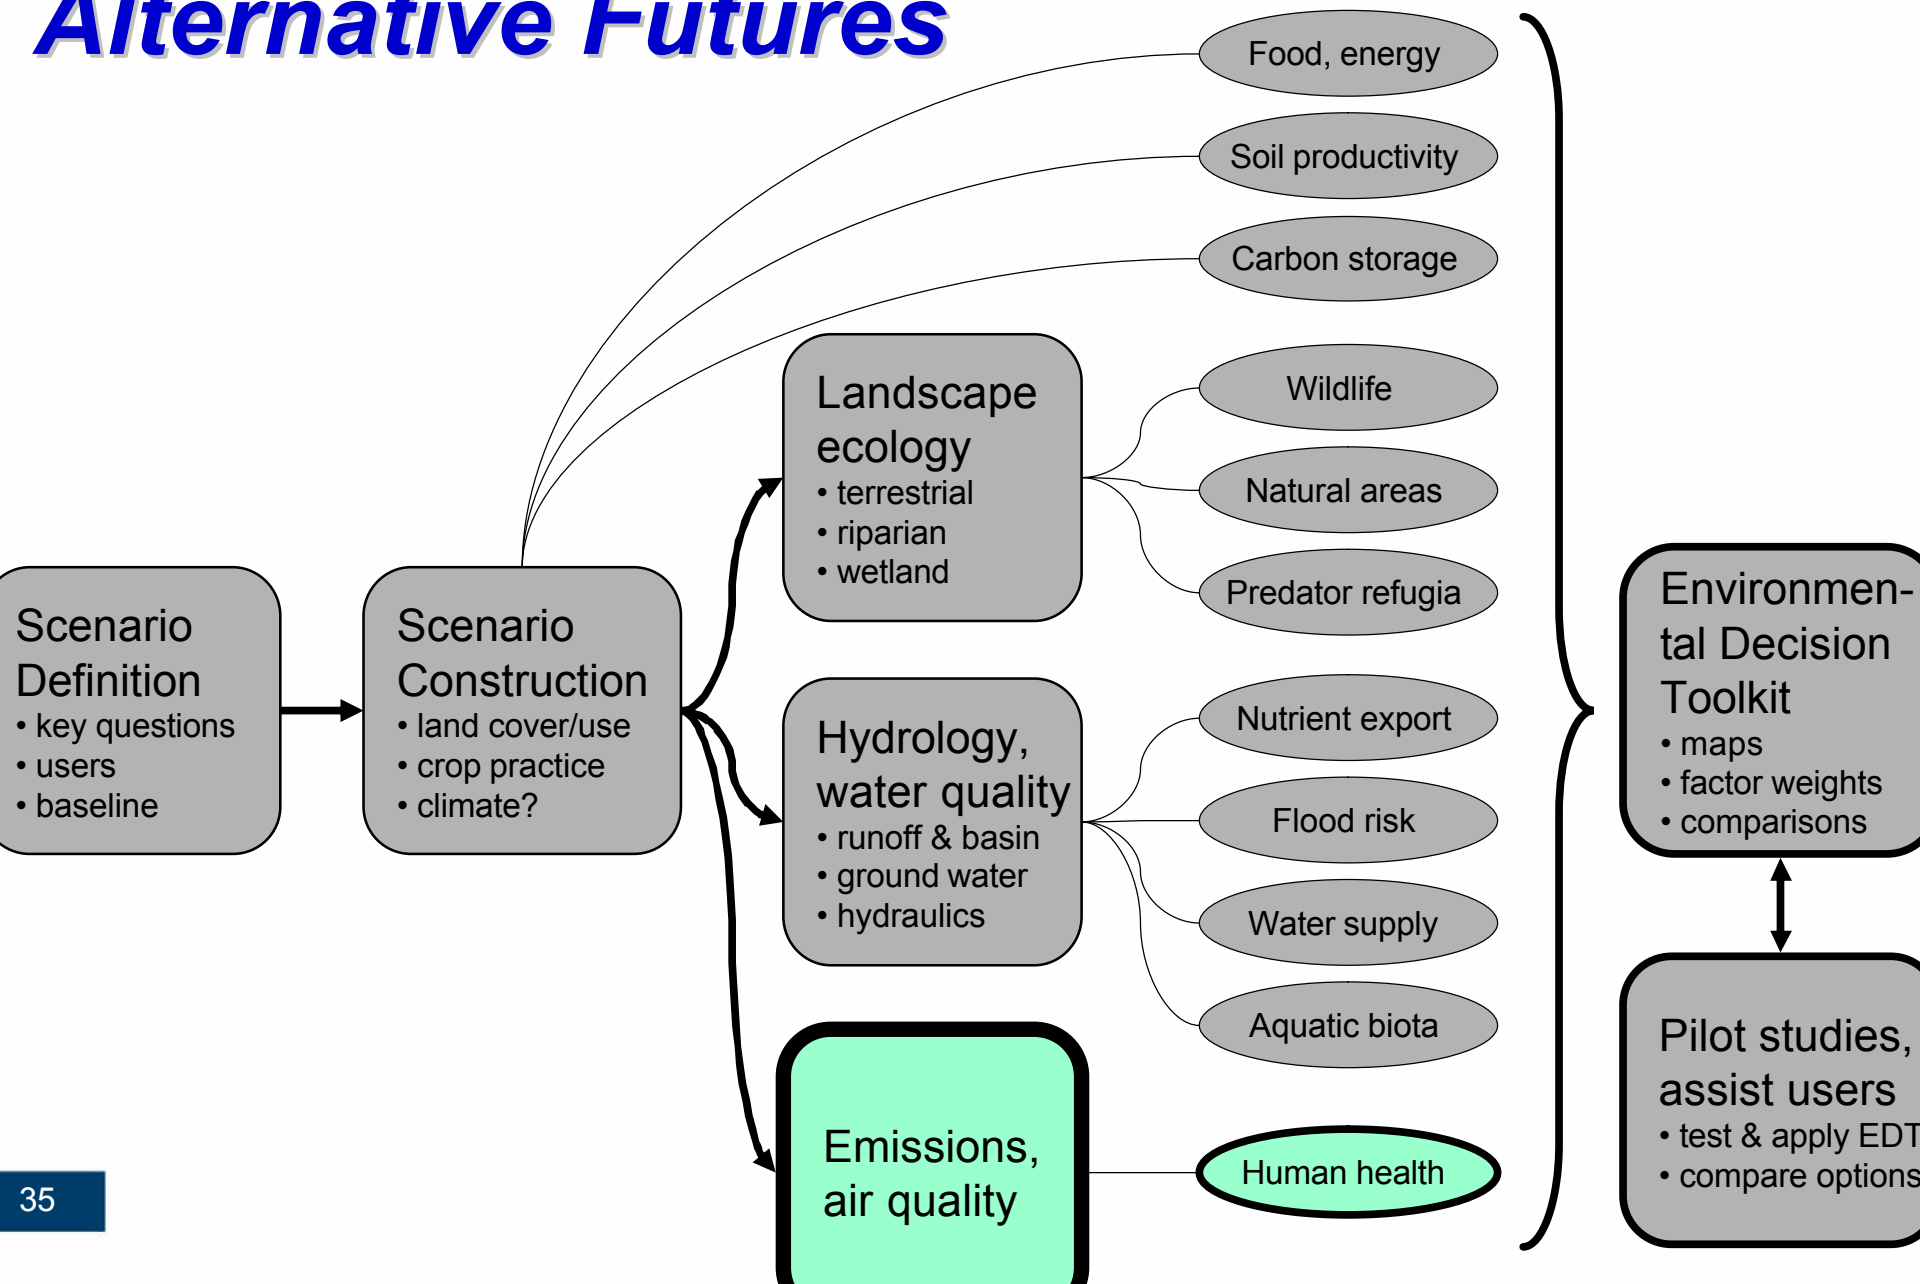 Alternative Futures
Food, energy
Soil productivity
Carbon storage
Landscape
ecology
• terrestrial
• riparian
• wetland
Wildlife
Natural areas
Predator refugia
Scenario
Definition
• key questions
• users
• baseline
Scenario
Construction
• land cover/use
• crop practice
• climate?
Hydrology,
water quality
• runoff & basin
• ground water
• hydraulics
Nutrient export
Flood risk
Water supply
Aquatic biota
Emissions,
air quality
Human health
Environmen-
tal Decision
Toolkit
• maps
• factor weights
• comparisons
Pilot studies,
assist users
• test & apply EDT
• compare options
35